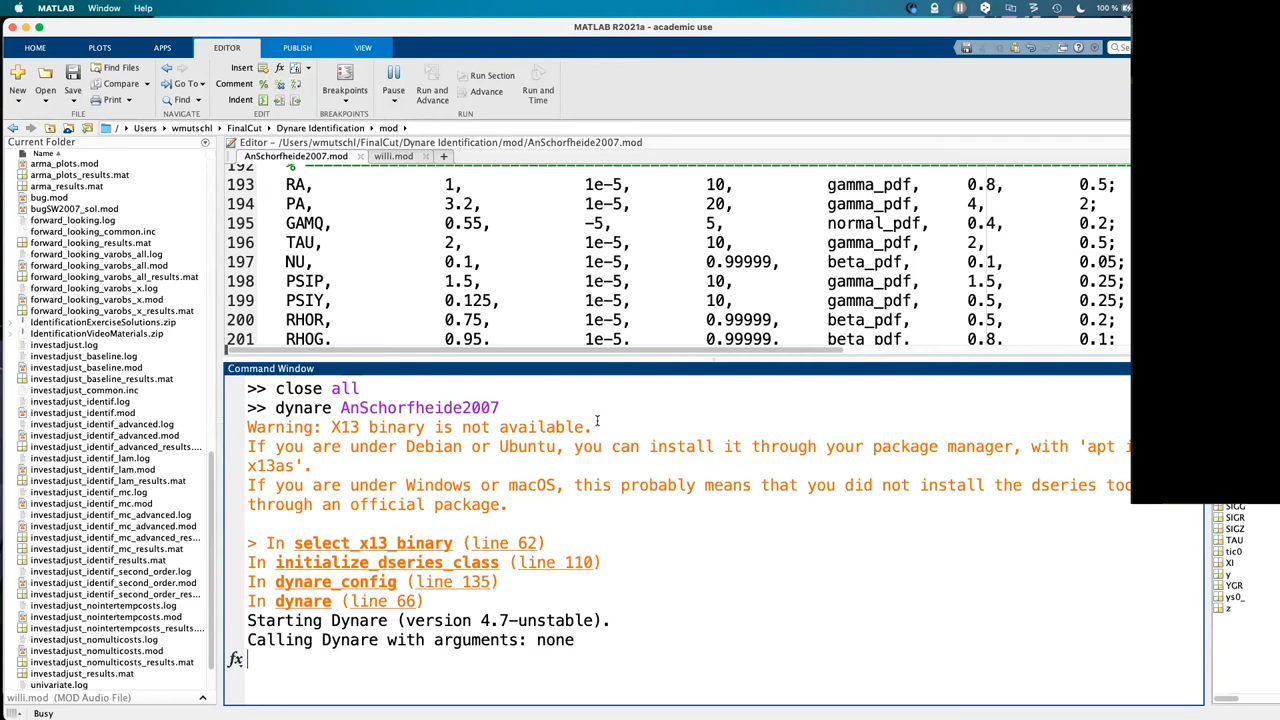 MATLAB Window Help 100 %
MATLAB R2021a - academic use
HOME PLOTS APPS EDITOR PUBLISH VIEW
New Open Save Find Files Compare Print
Go To Find
Insert Comment Indent
Breakpoints Pause Run and Advance Run Section Advance Run and Time
FILE NAVIGATE EDIT BREAKPOINTS RUN
/ Users wmutschl FinalCut Dynare Identification mod
Current Folder
Name
arma_plots.mod
arma_plots_results.mat
arma_results.mat
bug.mod
bugSW2007_sol.mod
forward_looking.log
forward_looking_common.inc
forward_looking_results.mat
forward_looking_varobs_all.log
forward_looking_varobs_all.mod
forward_looking_varobs_all_results.mat
forward_looking_varobs_x.log
forward_looking_varobs_x.mod
forward_looking_varobs_x_results.mat
IdentificationExerciseSolutions.zip
IdentificationVideoMaterials.zip
investadjust.log
investadjust_baseline.log
investadjust_baseline.mod
investadjust_baseline_results.mat
investadjust_common.inc
investadjust_identif.log
investadjust_identif.mod
investadjust_identif_advanced.log
investadjust_identif_advanced.mod
investadjust_identif_advanced_results....
investadjust_identif_lam.log
investadjust_identif_lam.mod
investadjust_identif_lam_results.mat
investadjust_identif_mc.log
investadjust_identif_mc.mod
investadjust_identif_mc_advanced.log
investadjust_identif_mc_advanced.mod
investadjust_identif_mc_advanced_res...
investadjust_identif_mc_results.mat
investadjust_identif_results.mat
investadjust_identif_second_order.log
investadjust_identif_second_order.mod
investadjust_identif_second_order_res...
investadjust_nointertempcosts.log
investadjust_nointertempcosts.mod
investadjust_nointertempcosts_results....
investadjust_nomulticosts.log
investadjust_nomulticosts.mod
investadjust_nomulticosts_results.mat
investadjust_results.mat
univariate.log
willi.mod (MOD Audio File)
Busy
Editor - /Users/wmutschl/FinalCut/Dynare Identification/mod/AnSchorfheide2007.mod
AnSchorfheide2007.mod willi.mod
192 %
193 RA, 1, 1e-5, 10, gamma_pdf, 0.8, 0.5;
194 PA, 3.2, 1e-5, 20, gamma_pdf, 4, 2;
195 GAMQ, 0.55, -5, 5, normal_pdf, 0.4, 0.2;
196 TAU, 2, 1e-5, 10, gamma_pdf, 2, 0.5;
197 NU, 0.1, 1e-5, 0.99999, beta_pdf, 0.1, 0.05;
198 PSIP, 1.5, 1e-5, 10, gamma_pdf, 1.5, 0.25;
199 PSIY, 0.125, 1e-5, 10, gamma_pdf, 0.5, 0.25;
200 RHOR, 0.75, 1e-5, 0.99999, beta_pdf, 0.5, 0.2;
201 RHOG, 0.95, 1e-5, 0.99999, beta_pdf, 0.8, 0.1;
Command Window
>> close all
>> dynare AnSchorfheide2007
Warning: X13 binary is not available.
If you are under Debian or Ubuntu, you can install it through your package manager, with 'apt i
x13as'.
If you are under Windows or macOS, this probably means that you did not install the dseries too
through an official package.
> In select_x13_binary (line 62)
In initialize_dseries_class (line 110)
In dynare_config (line 135)
In dynare (line 66)
Starting Dynare (version 4.7-unstable).
Calling Dynare with arguments: none
fx
SIGG
SIGR
SIGZ
TAU
tic0
XI
y
YGR
ys0_
z